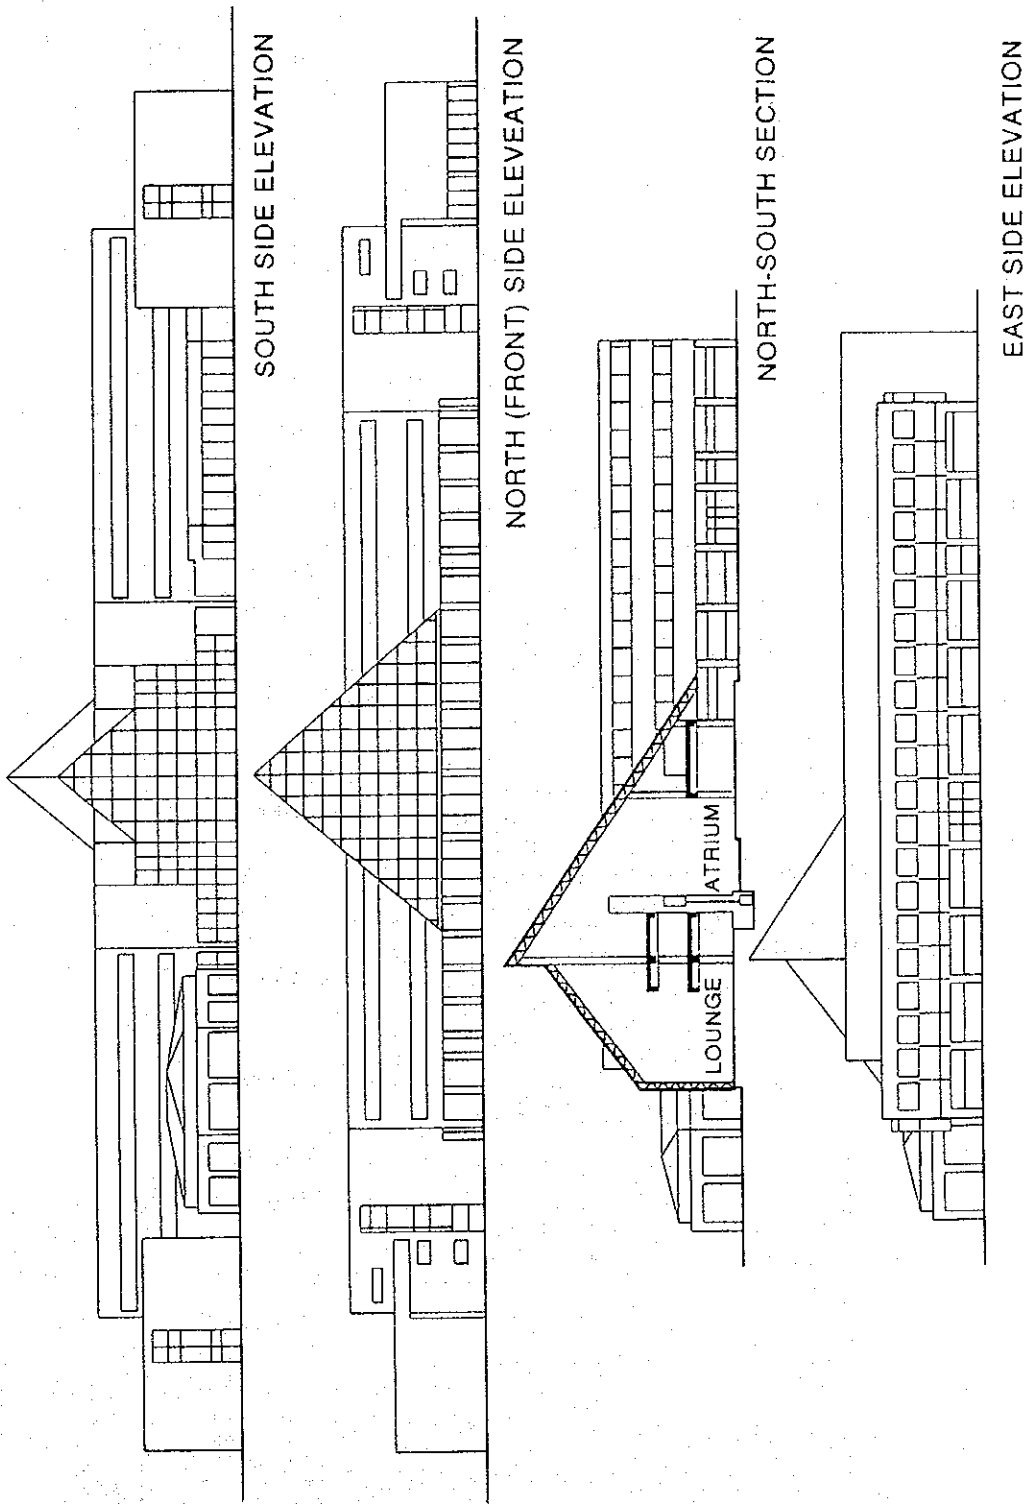 SOUTH SIDE ELEVATION
NORTH (FRONT) SIDE ELEVEATION
LOUNGE
ATRIUM
NORTH-SOUTH SECTION
EAST SIDE ELEVATION